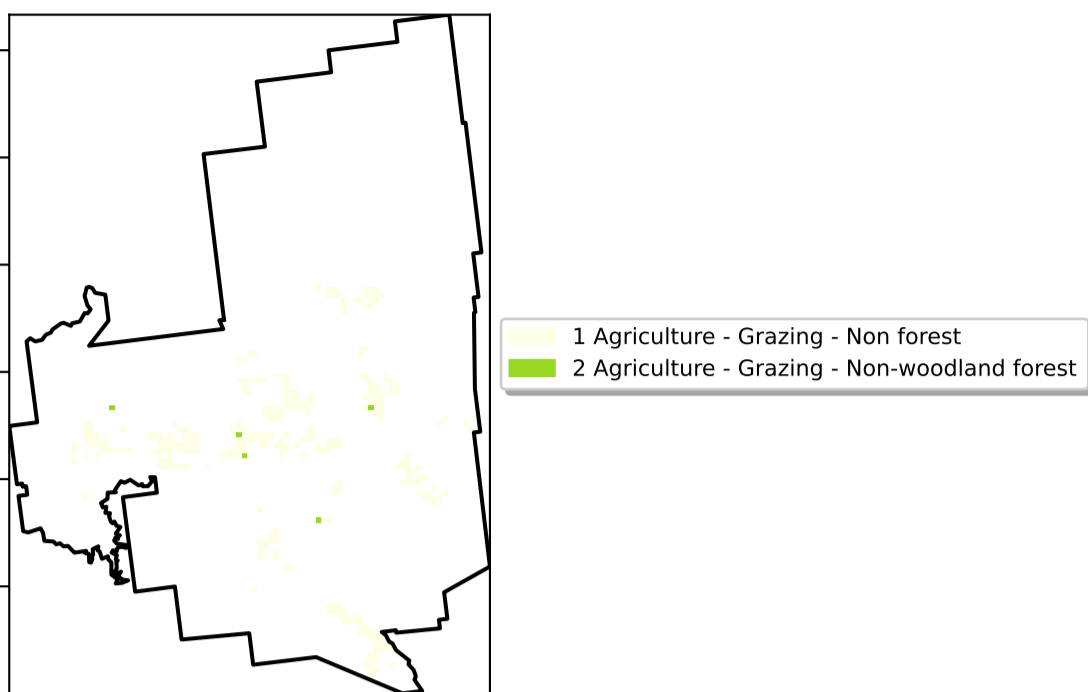 1 Agriculture - Grazing - Non forest
2 Agriculture - Grazing - Non-woodland forest